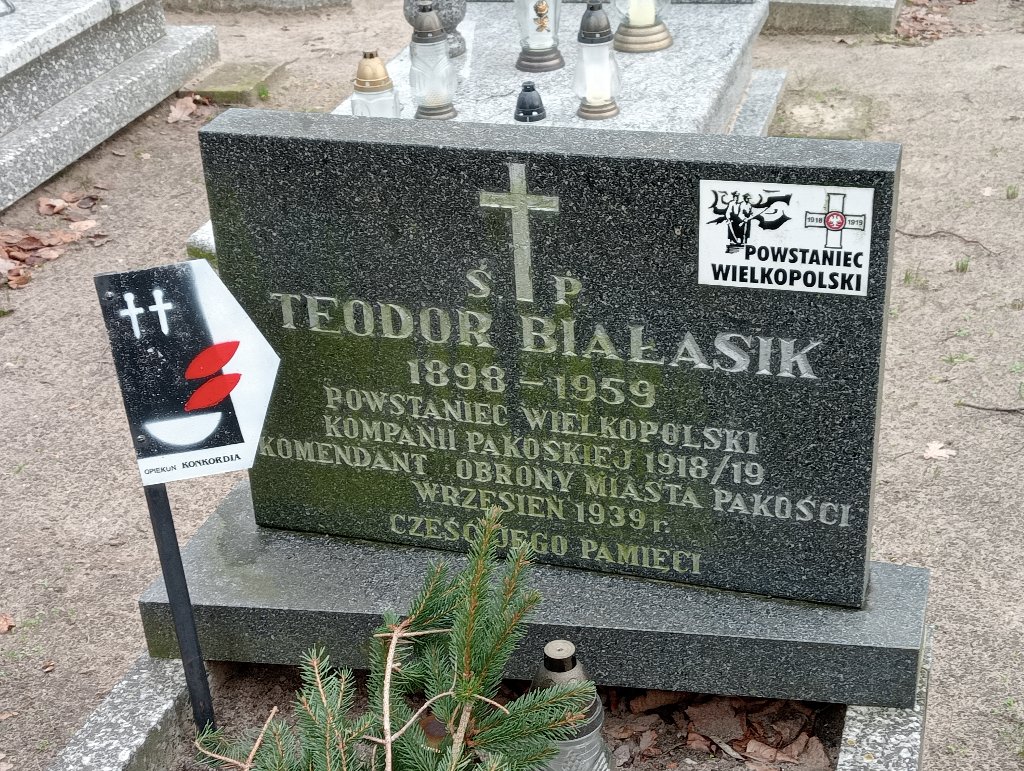 Ś. P
TEODOR BIAŁASIK
1898 – 1959
POWSTANIEC WIELKOPOLSKI
KOMPANII PAKOSKIEJ 1918/19
KOMENDANT OBRONY MIASTA PAKOŚCI
WRZESIEŃ 1939 r.
CZEŚĆ JEGO PAMIĘCI
1918 1919
POWSTANIEC
WIELKOPOLSKI
OPIEKUN KONKORDIA